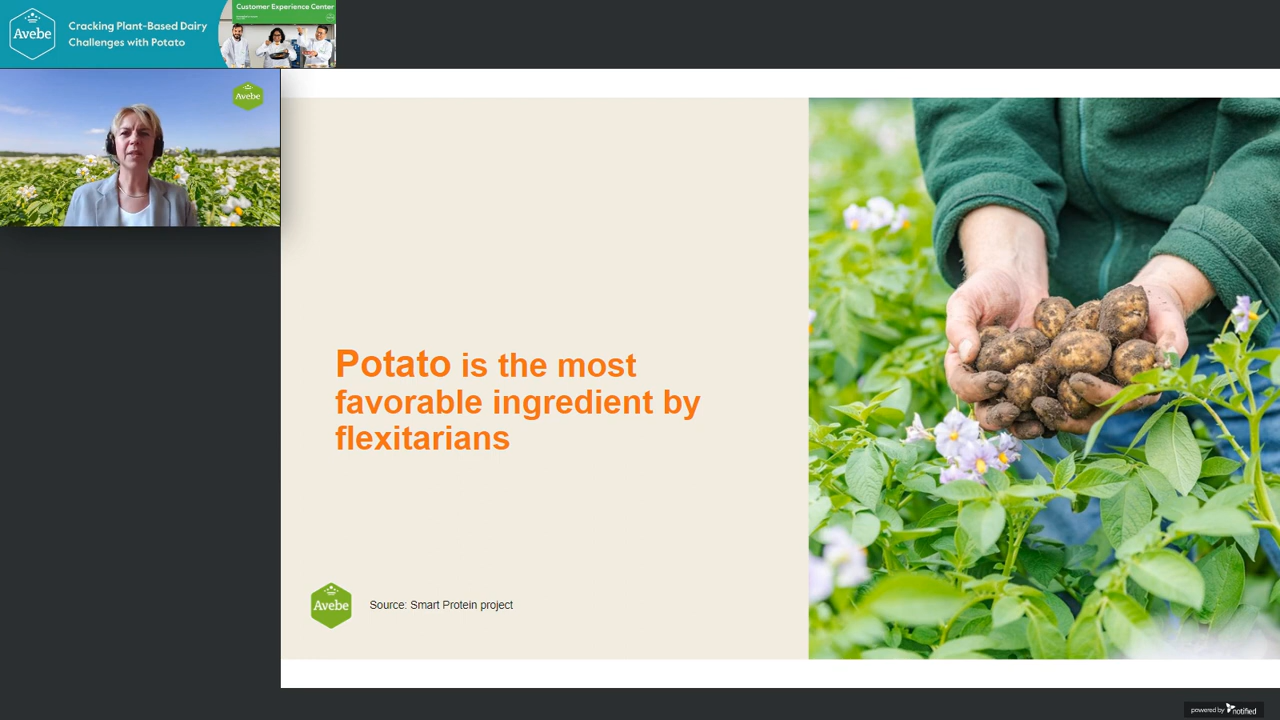 Avebe
Cracking Plant-Based Dairy
Challenges with Potato
Customer Experience Center
Avebe
Potato is the most
favorable ingredient by
flexitarians
Avebe
Source: Smart Protein project
powered by notified